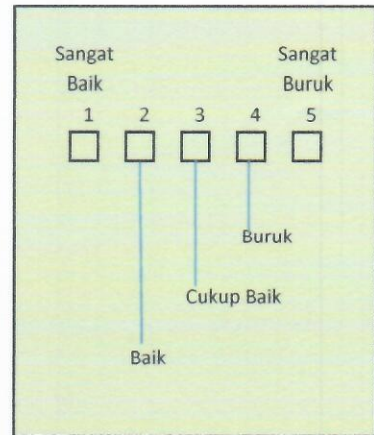 Sangat Sangat
Baik Buruk
1 2 3 4 5
Buruk
Cukup Baik
Baik